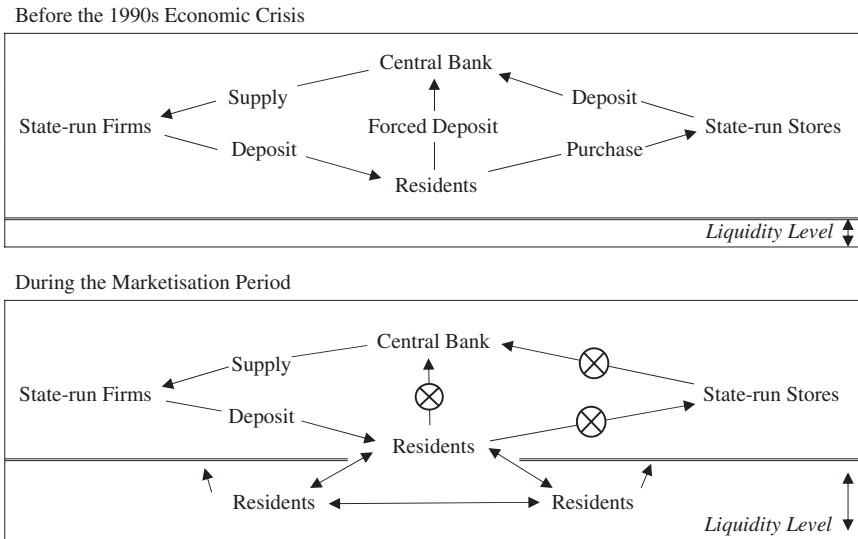 Before the 1990s Economic Crisis
Central Bank
Supply
Deposit
State-run Firms
Forced Deposit
State-run Stores
Deposit
Purchase
Residents
Liquidity Level
During the Marketisation Period
Central Bank
Supply
State-run Firms
State-run Stores
Deposit
Residents
Residents
Residents
Liquidity Level